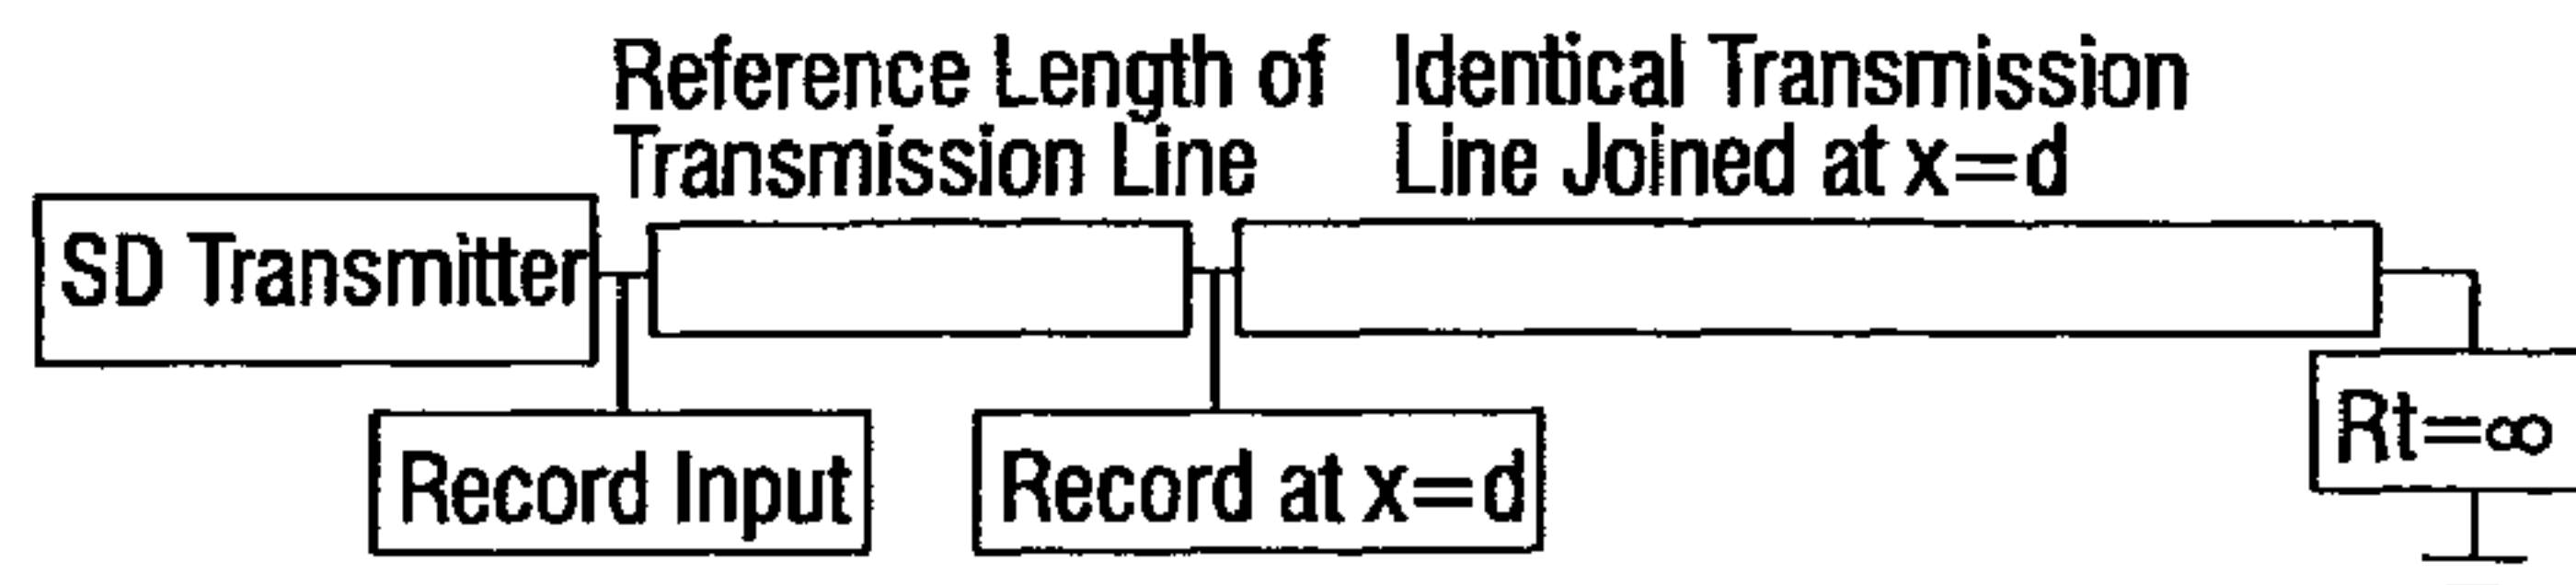 Reference Length of
Transmission Line
Identical Transmission
Line Joined at x=d
SD Transmitter
Record Input
Record at x=d
Rt=∞